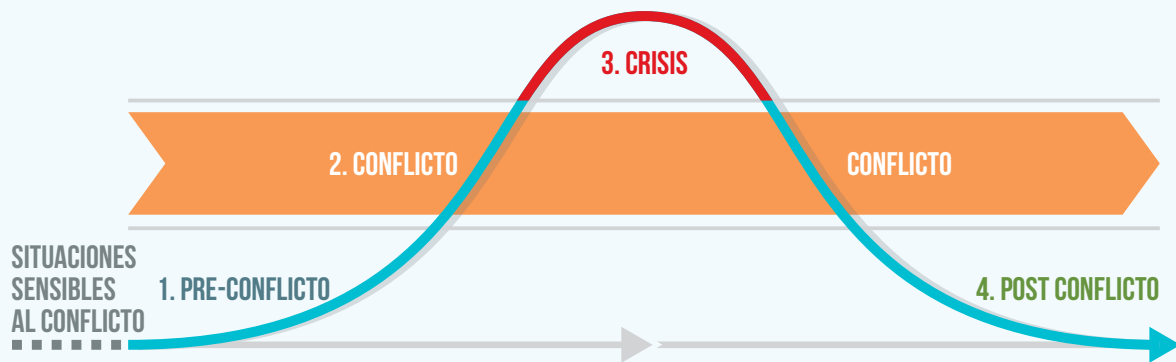 3. CRISIS
2. CONFLICTO
CONFLICTO
SITUACIONES
SENSIBLES
AL CONFLICTO
1. PRE-CONFLICTO
4. POST CONFLICTO